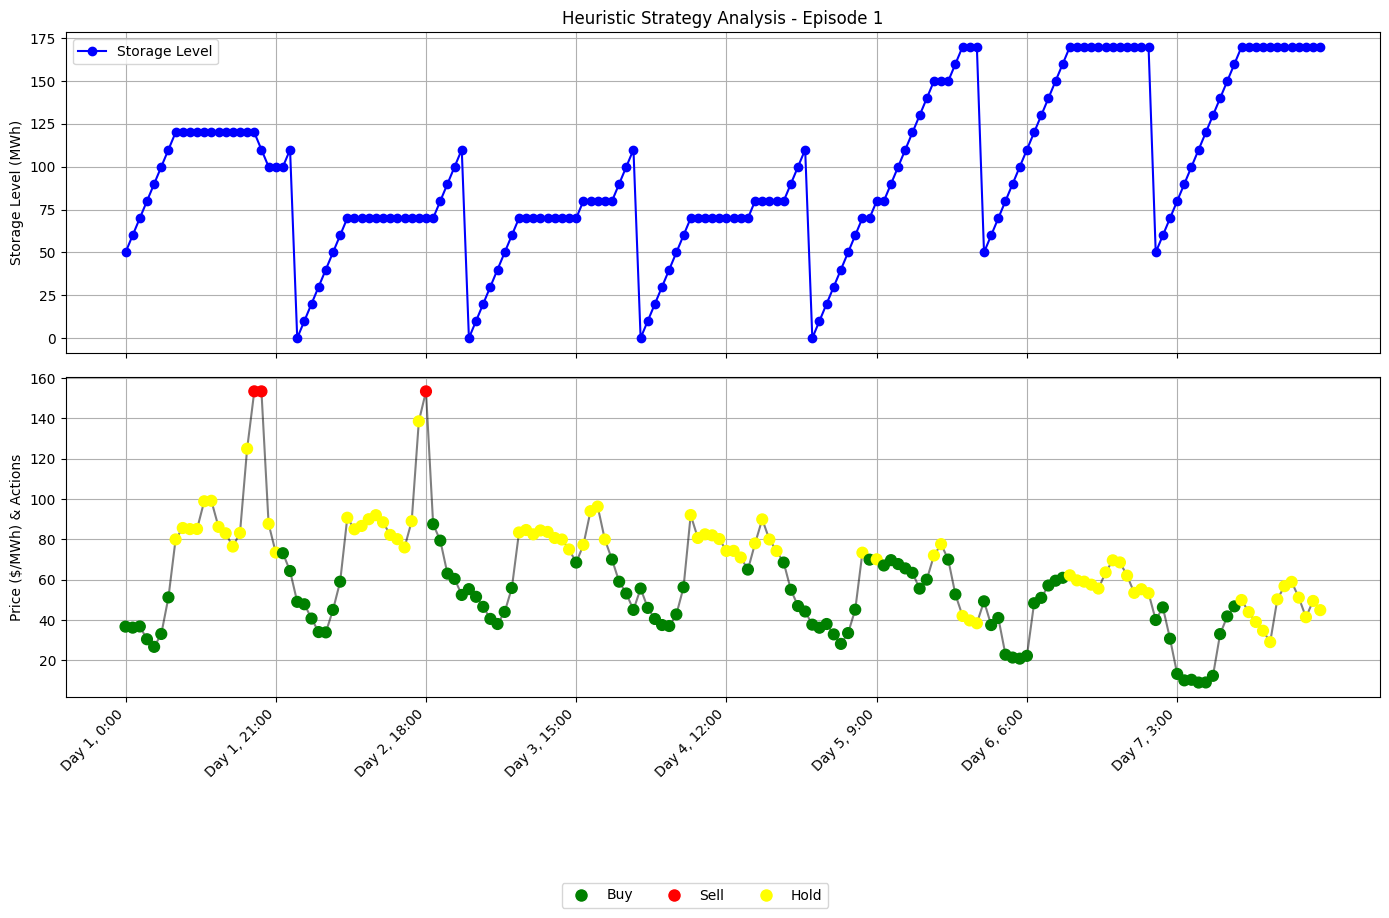 Heuristic Strategy Analysis - Episode 1
Storage Level
Storage Level (MWh)
175
150
125
100
75
50
25
0
Price ($/MWh) & Actions
160
140
120
100
80
60
40
20
Day 1, 0:00
Day 1, 21:00
Day 2, 18:00
Day 3, 15:00
Day 4, 12:00
Day 5, 9:00
Day 6, 6:00
Day 7, 3:00
Buy Sell Hold